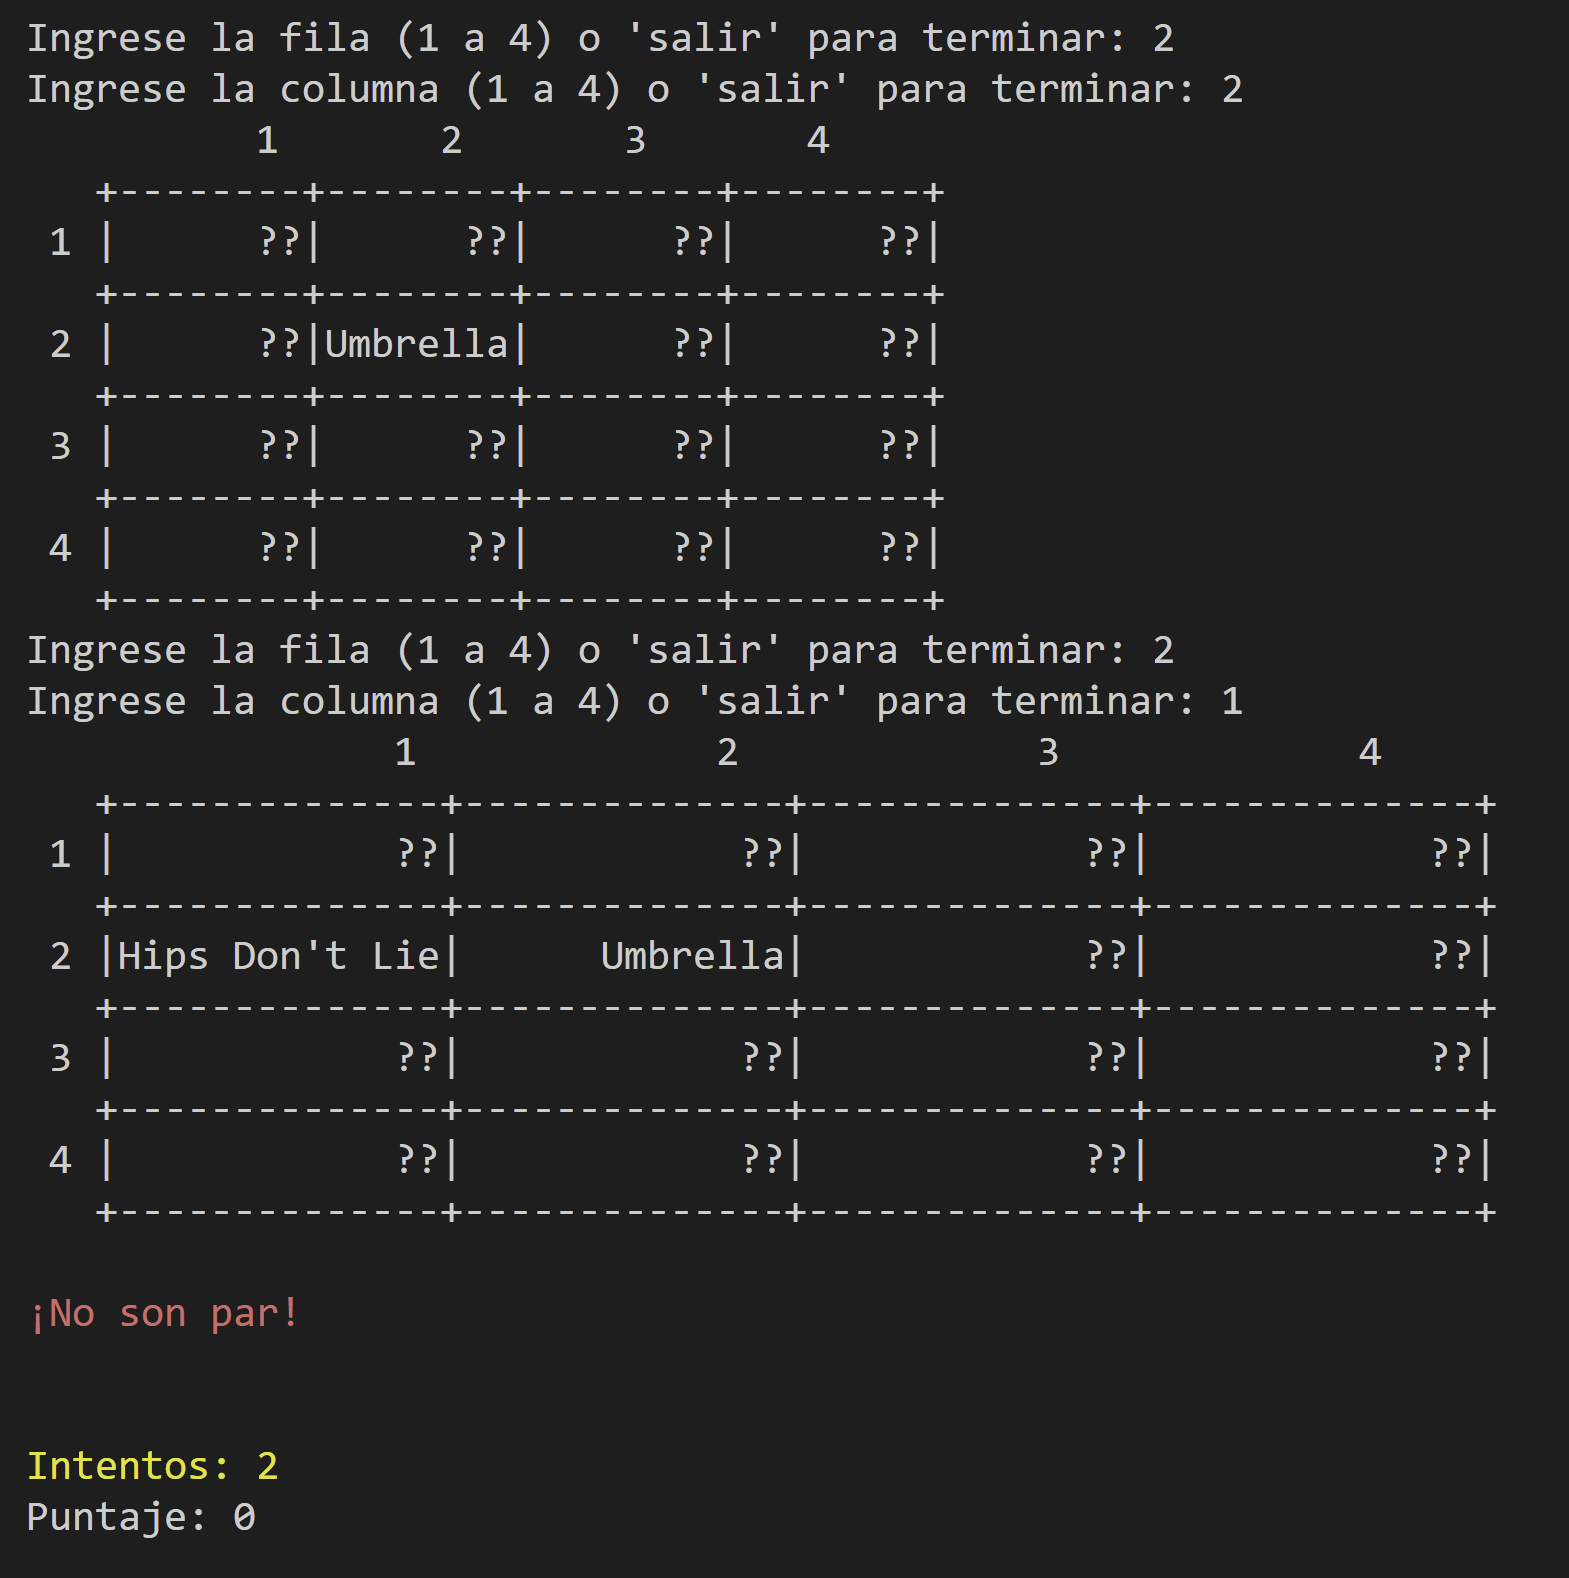 Ingrese la fila (1 a 4) o 'salir' para terminar: 2
Ingrese la columna (1 a 4) o 'salir' para terminar: 2
          1       2       3       4
   +--------+--------+--------+--------+
 1 |      ??|      ??|      ??|      ??|
   +--------+--------+--------+--------+
 2 |      ??|Umbrella|      ??|      ??|
   +--------+--------+--------+--------+
 3 |      ??|      ??|      ??|      ??|
   +--------+--------+--------+--------+
 4 |      ??|      ??|      ??|      ??|
   +--------+--------+--------+--------+
Ingrese la fila (1 a 4) o 'salir' para terminar: 2
Ingrese la columna (1 a 4) o 'salir' para terminar: 1
                1             2             3             4
   +--------------+--------------+--------------+--------------+
 1 |            ??|            ??|            ??|            ??|
   +--------------+--------------+--------------+--------------+
 2 |Hips Don't Lie|      Umbrella|            ??|            ??|
   +--------------+--------------+--------------+--------------+
 3 |            ??|            ??|            ??|            ??|
   +--------------+--------------+--------------+--------------+
 4 |            ??|            ??|            ??|            ??|
   +--------------+--------------+--------------+--------------+
¡No son par!
Intentos: 2
Puntaje: 0